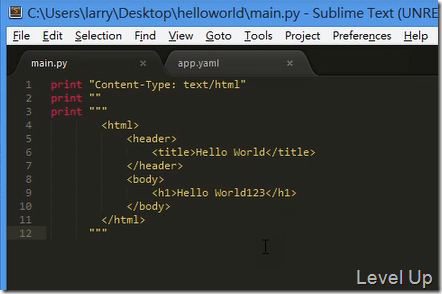 C:\Users\larry\Desktop\helloworld\main.py - Sublime Text (UNRE
File Edit Selection Find View Goto Tools Project Preferences Help
main.py × app.yaml ×
1 print "Content-Type: text/html"
2 print ""
3 print """
4 <html>
5 <header>
6 <title>Hello World</title>
7 </header>
8 <body>
9 <h1>Hello World123</h1>
10 </body>
11 </html>
12 """
Level Up